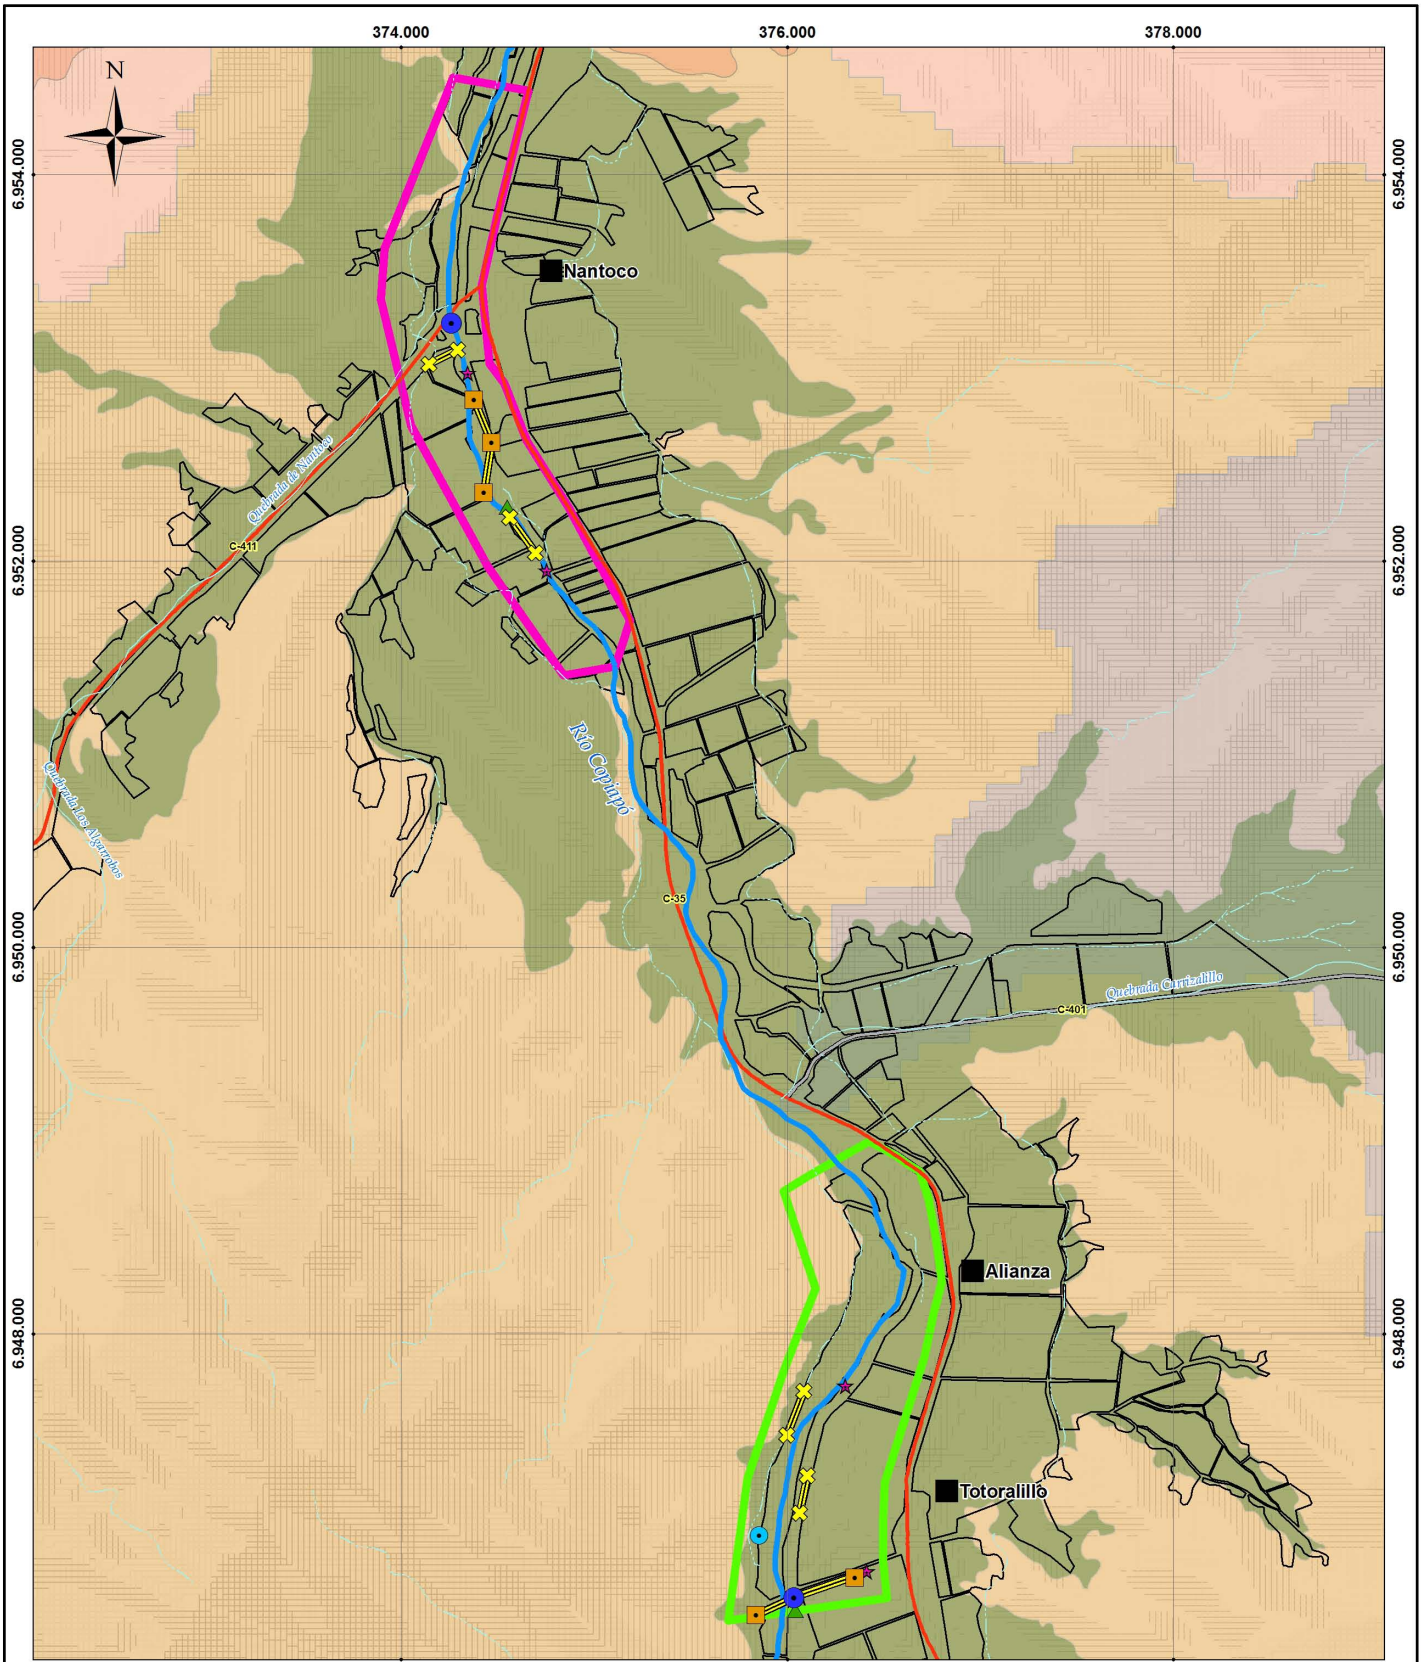 374.000
376.000
378.000
N
6.954.000
6.954.000
Nantoco
Quebrada de Nantoco
C-411
6.952.000
6.952.000
Río Copiapó
Quebrada Los Algarrobos
C-35
6.950.000
6.950.000
Quebrada Carrizalillo
C-401
Alianza
6.948.000
6.948.000
Totoralillo